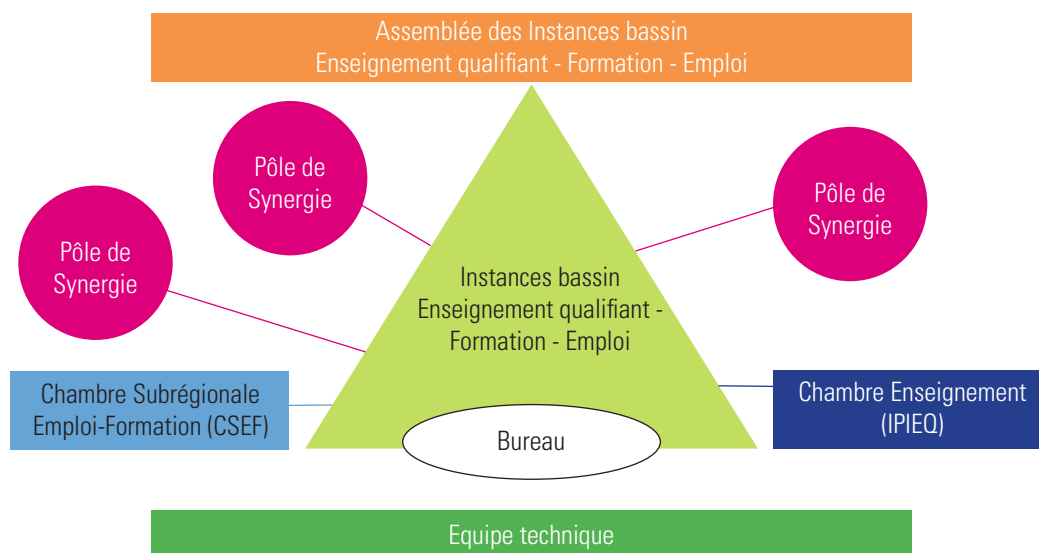 Assemblée des Instances bassin
Enseignement qualifiant - Formation - Emploi
Pôle de
Synergie
Pôle de
Synergie
Pôle de
Synergie
Instances bassin
Enseignement qualifiant -
Formation - Emploi
Chambre Subrégionale
Emploi-Formation (CSEF)
Chambre Enseignement
(IPIEQ)
Bureau
Equipe technique